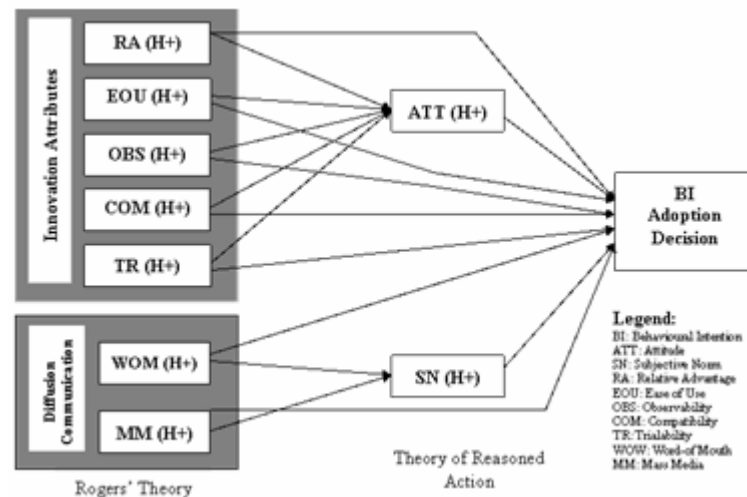 Innovation Attributes
RA (H+)
EOU (H+)
OBS (H+)
COM (H+)
TR (H+)
ATT (H+)
BI
Adoption
Decision
Diffusion
Communication
WOM (H+)
MM (H+)
SN (H+)
Legend:
BI: Behavioural Intention
ATT: Attitude
SN: Subjective Norm
RA: Relative Advantage
EOU: Ease of Use
OBS: Observability
COM: Compatibility
TR: Trialability
WOW: Word-of Mouth
MM: Mass Media
Rogers' Theory
Theory of Reasoned
Action